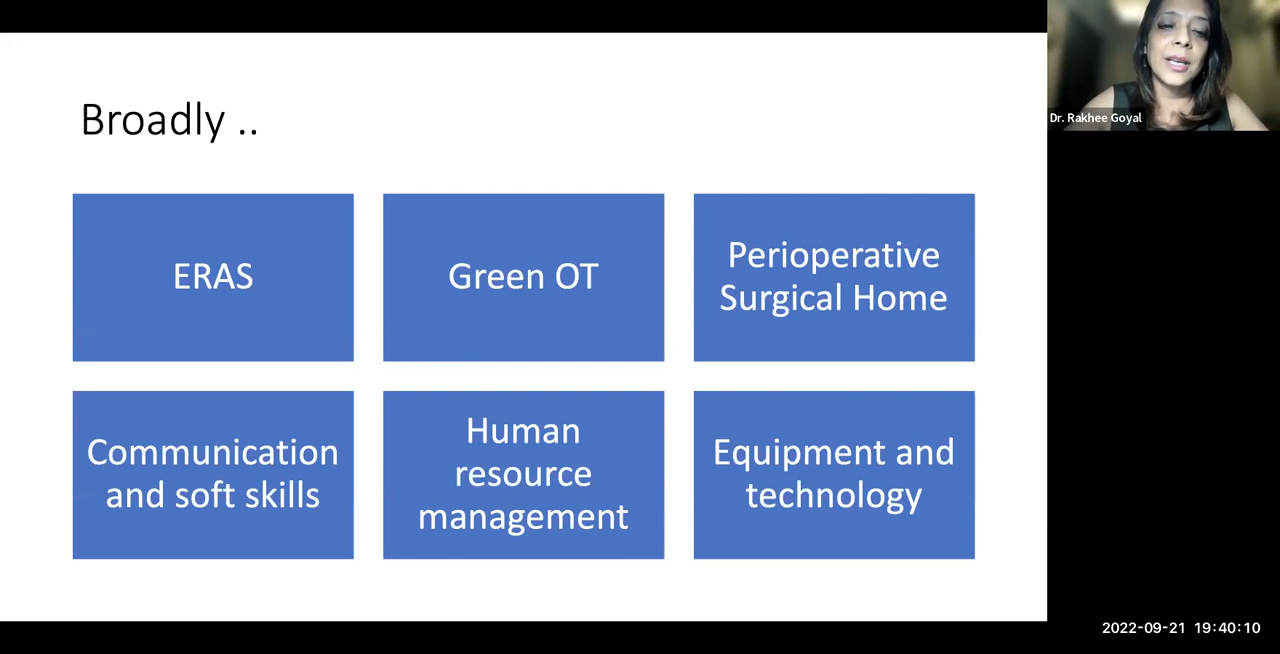 Broadly ..
ERAS
Green OT
Perioperative
Surgical Home
Communication
and soft skills
Human
resource
management
Equipment and
technology
Dr. Rakhee Goyal
2022-09-21 19:40:10